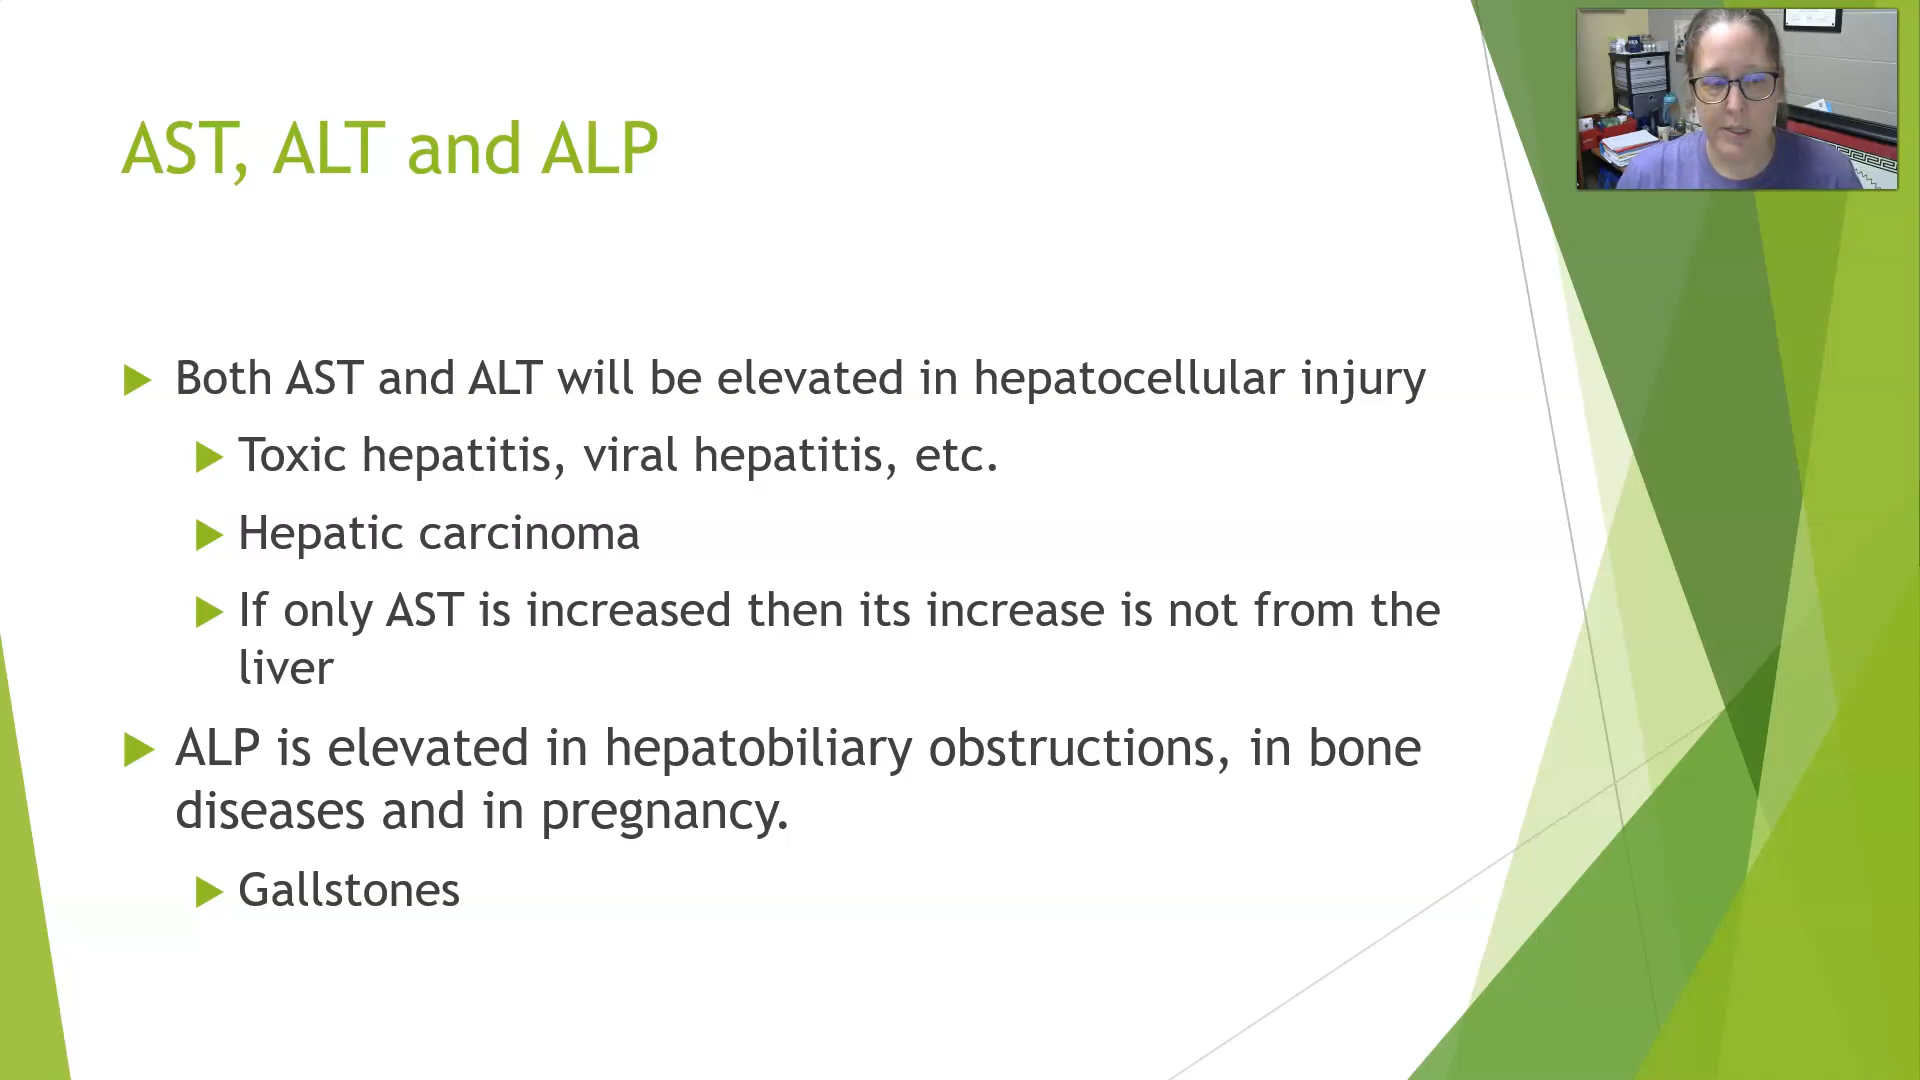 AST, ALT and ALP
Both AST and ALT will be elevated in hepatocellular injury
Toxic hepatitis, viral hepatitis, etc.
Hepatic carcinoma
If only AST is increased then its increase is not from the
liver
ALP is elevated in hepatobiliary obstructions, in bone
diseases and in pregnancy.
Gallstones